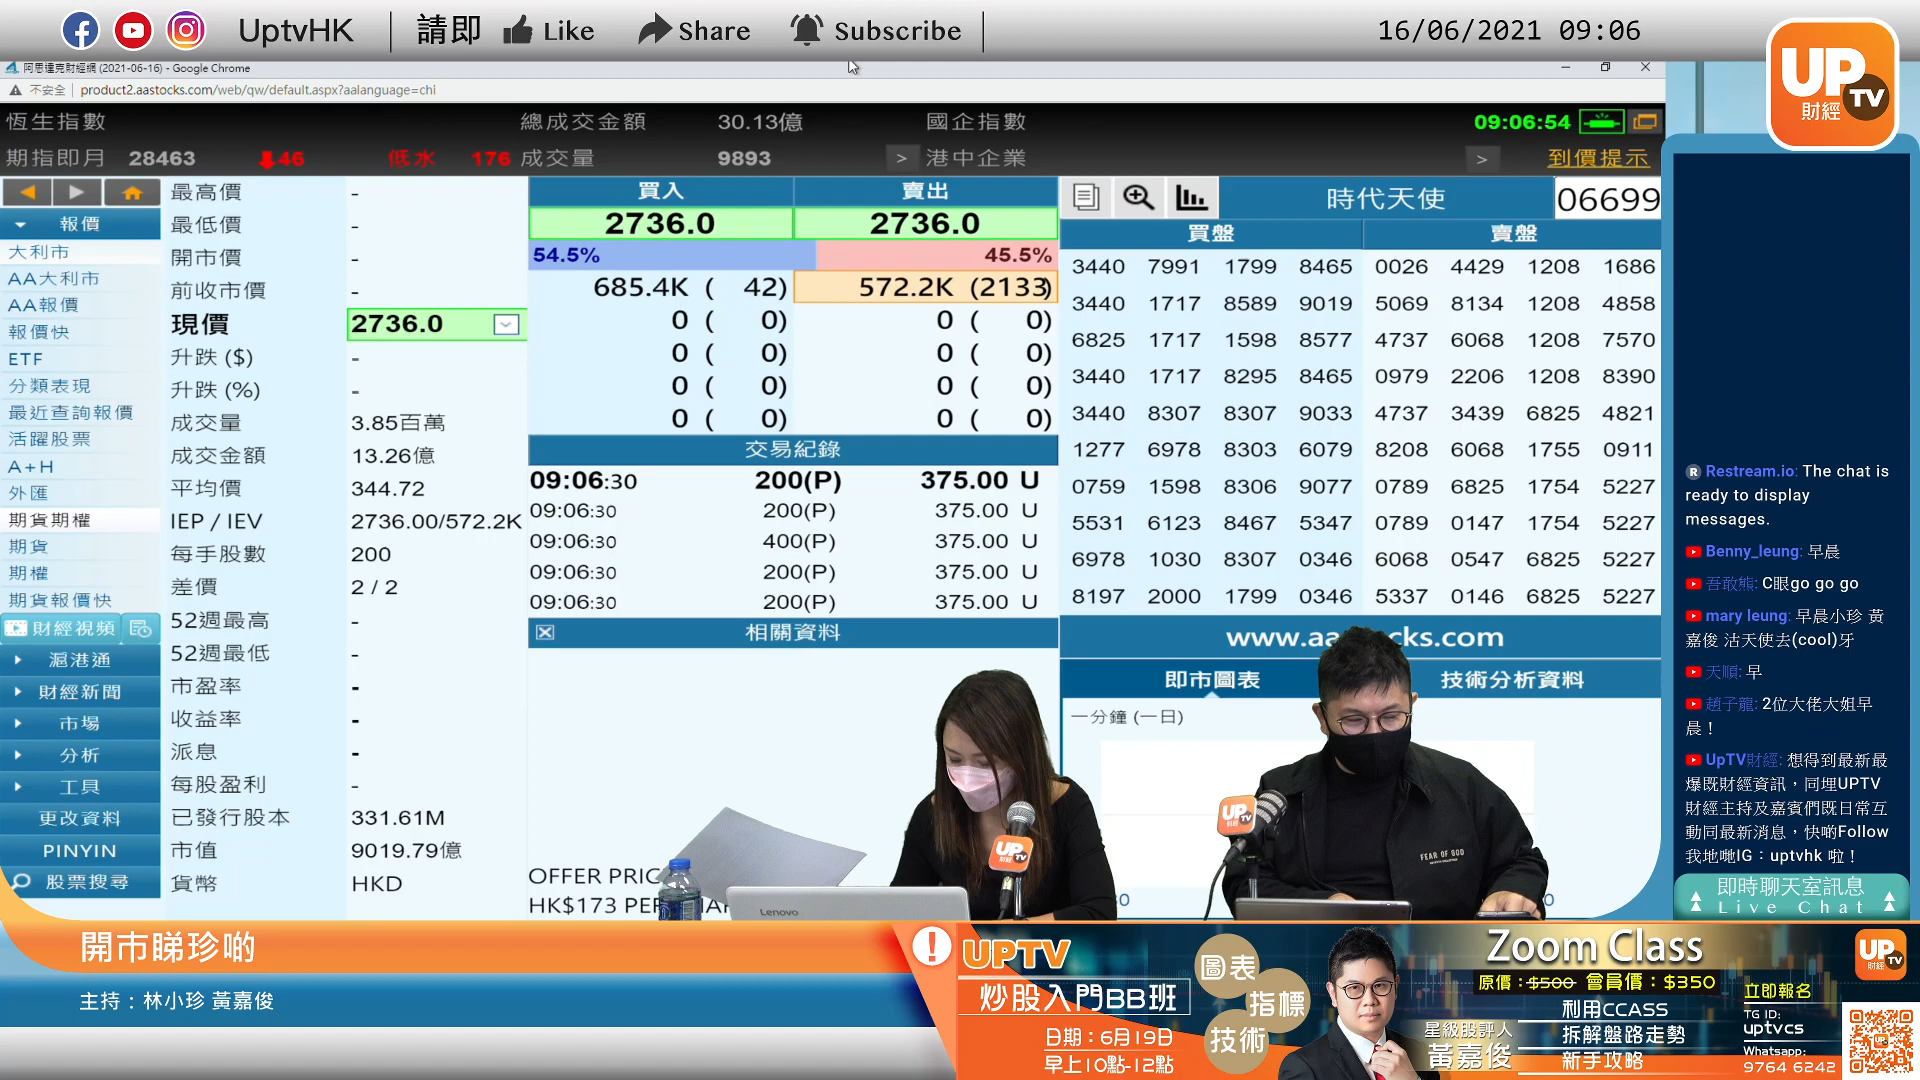 UptvHK 請即 Like Share Subscribe 16/06/2021 09:06
UP TV 財經
阿思達克財經網 (2021-06-16) - Google Chrome
不安全 product2.aastocks.com/web/qw/default.aspx?aalanguage=chi
恆生指數 總成交金額 30.13億 國企指數 09:06:54
期指即月 28463 46 低水 176 成交量 9893 > 港中企業 > 到價提示
報價
大利市
AA大利市
AA報價
報價快
ETF
分類表現
最近查詢報價
活躍股票
A+H
外匯
期貨期權
期貨
期權
期貨報價快
財經視頻
滬港通
財經新聞
市場
分析
工具
更改資料
PINYIN
股票搜尋
最高價 -
最低價 -
開市價 -
前收市價 -
現價 2736.0
升跌 ($) -
升跌 (%) -
成交量 3.85百萬
成交金額 13.26億
平均價 344.72
IEP / IEV 2736.00/572.2K
每手股數 200
差價 2 / 2
52週最高 -
52週最低 -
市盈率 -
收益率 -
派息 -
每股盈利 -
已發行股本 331.61M
市值 9019.79億
貨幣 HKD
買入 賣出
2736.0 2736.0
54.5% 45.5%
685.4K ( 42) 572.2K (2133)
0 ( 0) 0 ( 0)
0 ( 0) 0 ( 0)
0 ( 0) 0 ( 0)
0 ( 0) 0 ( 0)
交易紀錄
09:06:30 200(P) 375.00 U
09:06:30 200(P) 375.00 U
09:06:30 400(P) 375.00 U
09:06:30 200(P) 375.00 U
09:06:30 200(P) 375.00 U
相關資料
OFFER PRIC
HK$173 PER
時代天使 06699
買盤 賣盤
3440 7991 1799 8465 0026 4429 1208 1686
3440 1717 8589 9019 5069 8134 1208 4858
6825 1717 1598 8577 4737 6068 1208 7570
3440 1717 8295 8465 0979 2206 1208 8390
3440 8307 8307 9033 4737 3439 6825 4821
1277 6978 8303 6079 8208 6068 1755 0911
0759 1598 8306 9077 0789 6825 1754 5227
5531 6123 8467 5347 0789 0147 1754 5227
6978 1030 8307 0346 6068 0547 6825 5227
8197 2000 1799 0346 5337 0146 6825 5227
www.aastocks.com
即市圖表 技術分析資料
一分鐘 (一日)
UP TV 財經
UP TV 財經
FEAR OF GOD
Lenovo
Restream.io: The chat is
ready to display
messages.
Benny_leung: 早晨
吾敢熊: C眼go go go
mary leung: 早晨小珍 黃
嘉俊 沽天使去(cool)牙
天順: 早
趙子龍: 2位大佬大姐早
晨！
UpTV財經: 想得到最新最
爆既財經資訊，同埋UPTV
財經主持及嘉賓們既日常互
動同最新消息，快啲Follow
我地哋IG：uptvhk 啦！
即時聊天室訊息
Live Chat
開市睇珍啲
主持：林小珍 黃嘉俊
UPTV
炒股入門BB班
日期：6月19日
早上10點-12點
圖表
指標
技術
Zoom Class
原價：$500 會員價：$350
星級股評人
黃嘉俊
利用CCASS
拆解盤路走勢
新手攻略
UP TV 財經
立即報名
TG ID:
uptvcs
Whatsapp:
9764 6242